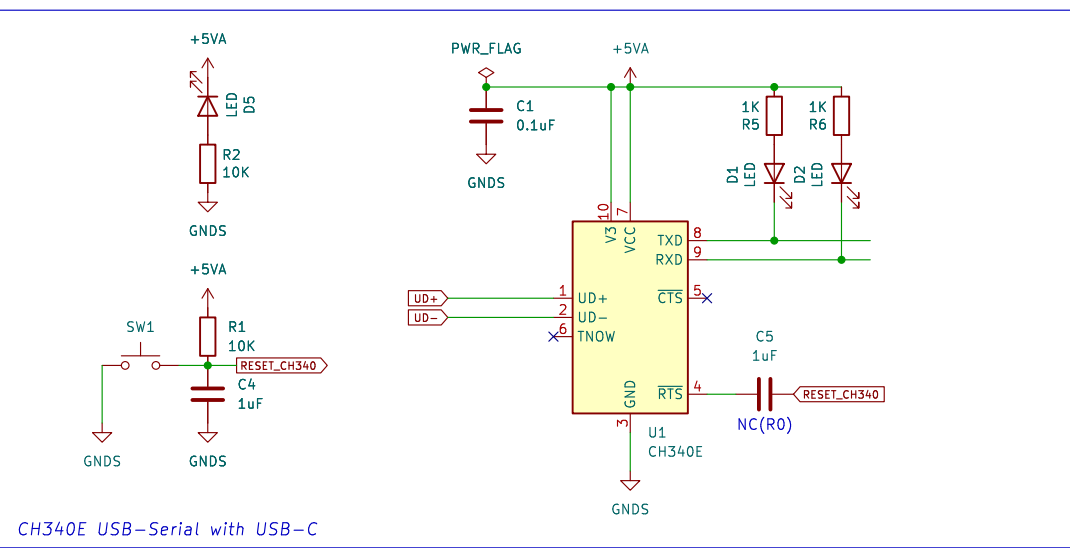 +5VA
LED
D5
R2
10K
GNDS
+5VA
SW1
R1
10K
RESET_CH340
C4
1uF
GNDS
GNDS
PWR_FLAG
+5VA
C1
0.1uF
GNDS
1K
R5
1K
R6
D1
LED
D2
LED
10
7
V3
VCC
TXD
8
RXD
9
UD+
1
UD+
CTS
5
UD-
2
UD-
6
TNOW
C5
1uF
GND
RTS
4
RESET_CH340
NC(R0)
3
U1
CH340E
GNDS
CH340E USB-Serial with USB-C